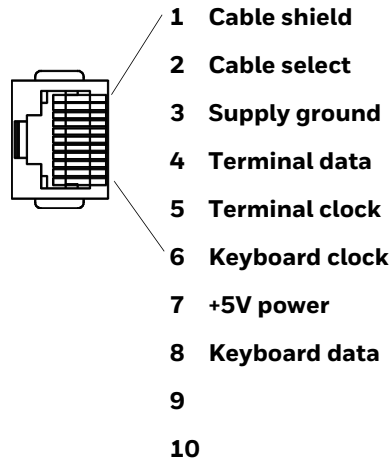 1 Cable shield
2 Cable select
3 Supply ground
4 Terminal data
5 Terminal clock
6 Keyboard clock
7 +5V power
8 Keyboard data
9
10